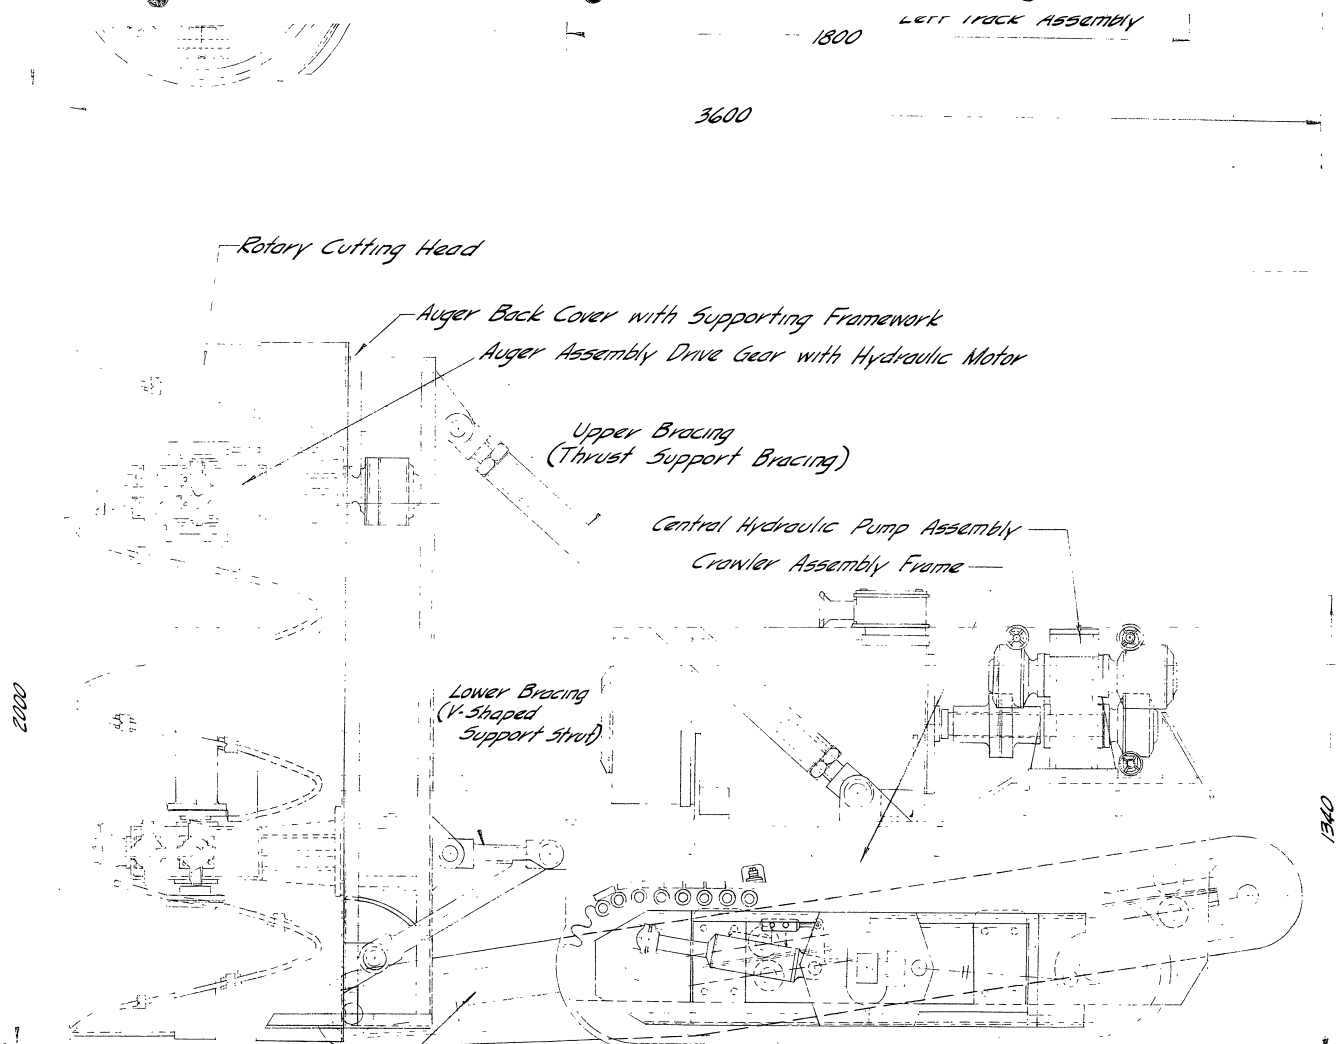 Left Track Assembly
1800
3600
Rotary Cutting Head
Auger Back Cover with Supporting Framework
Auger Assembly Drive Gear with Hydraulic Motor
Upper Bracing
(Thrust Support Bracing)
Central Hydraulic Pump Assembly
Crawler Assembly Frame
Lower Bracing
(V-Shaped
Support Strut)
2000
1340